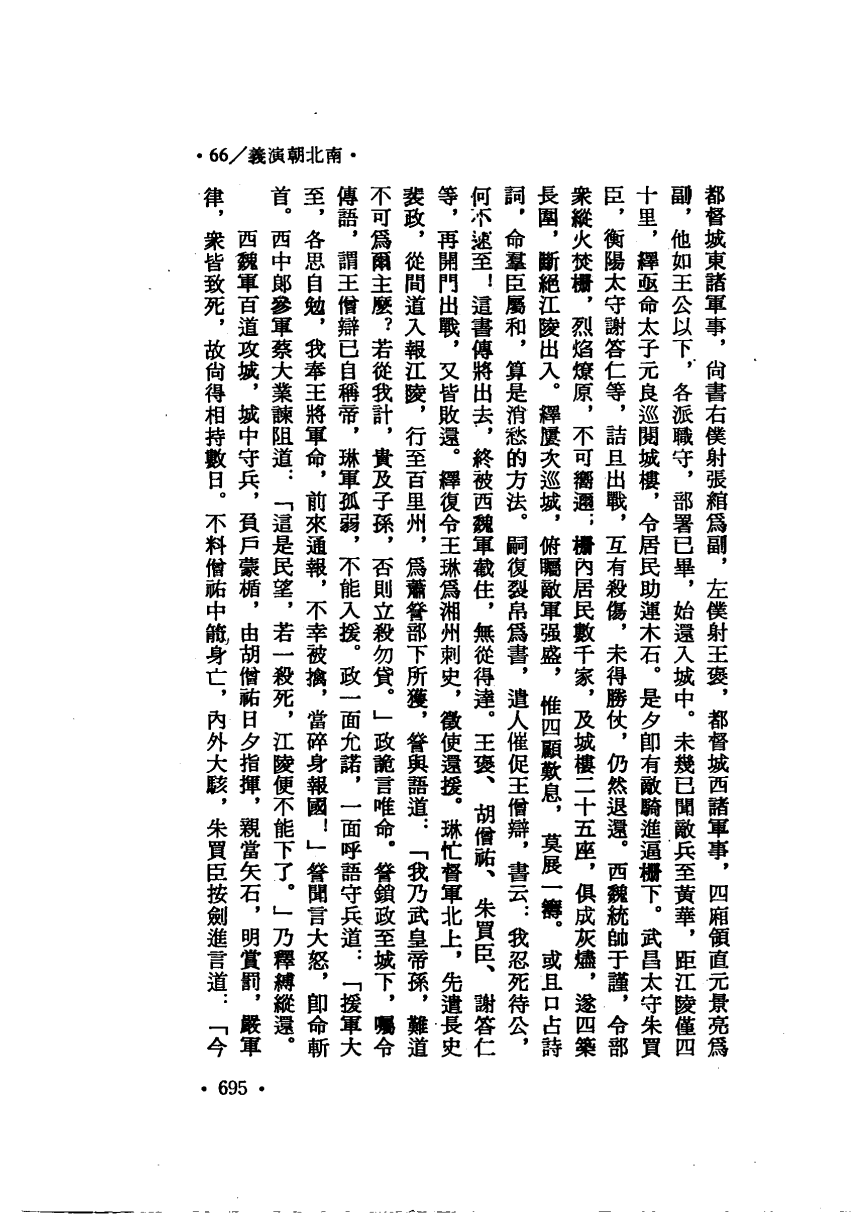 ·66／義演朝北南·
都督城東諸軍事，尙書右僕射張綰爲副，左僕射王褒，都督城西諸軍事，四廂領直元景亮爲
副，他如王公以下，各派職守，部署已畢，始還入城中。未幾已聞敵兵至黃華，距江陵僅四
十里，繹亟命太子元良巡閱城樓，令居民助運木石。是夕卽有敵騎進逼柵下。武昌太守朱買
臣，衡陽太守謝答仁等，詰旦出戰，互有殺傷，未得勝仗，仍然退還。西魏統帥于謹，令部
衆縱火焚柵，烈焰燎原，不可嚮邇；柵內居民數千家，及城樓二十五座，俱成灰燼，遂四築
長圍，斷絕江陵出入。繹屢次巡城，俯矚敵軍强盛，惟四顧歎息，莫展一籌。或且口占詩
詞，命羣臣屬和，算是消愁的方法。嗣復裂帛爲書，遣人催促王僧辯，書云：我忍死待公，
何不速至！這書傳將出去，終被西魏軍截住，無從得達。王褒、胡僧祐、朱買臣、謝答仁
等，再開門出戰，又皆敗還。繹復令王琳爲湘州刺史，徵使還援。琳忙督軍北上，先遣長史
裴政，從間道入報江陵，行至百里州，爲蕭詧部下所獲，詧與語道：「我乃武皇帝孫，難道
不可爲爾主麽？若從我計，貴及子孫，否則立殺勿貸。」政詭言唯命。詧鎖政至城下，囑令
傳語，謂王僧辯已自稱帝，琳軍孤弱，不能入援。政一面允諾，一面呼語守兵道：「援軍大
至，各思自勉，我奉王將軍命，前來通報，不幸被擒，當碎身報國！」詧聞言大怒，卽命斬
首。西中郞參軍蔡大業諫阻道：「這是民望，若一殺死，江陵便不能下了。」乃釋縛縱還。
西魏軍百道攻城，城中守兵，負戶蒙楯，由胡僧祐日夕指揮，親當矢石，明賞罰，嚴軍
律，衆皆致死，故尙得相持數日。不料僧祐中箭，身亡，內外大駭，朱買臣按劍進言道：「今
·695·